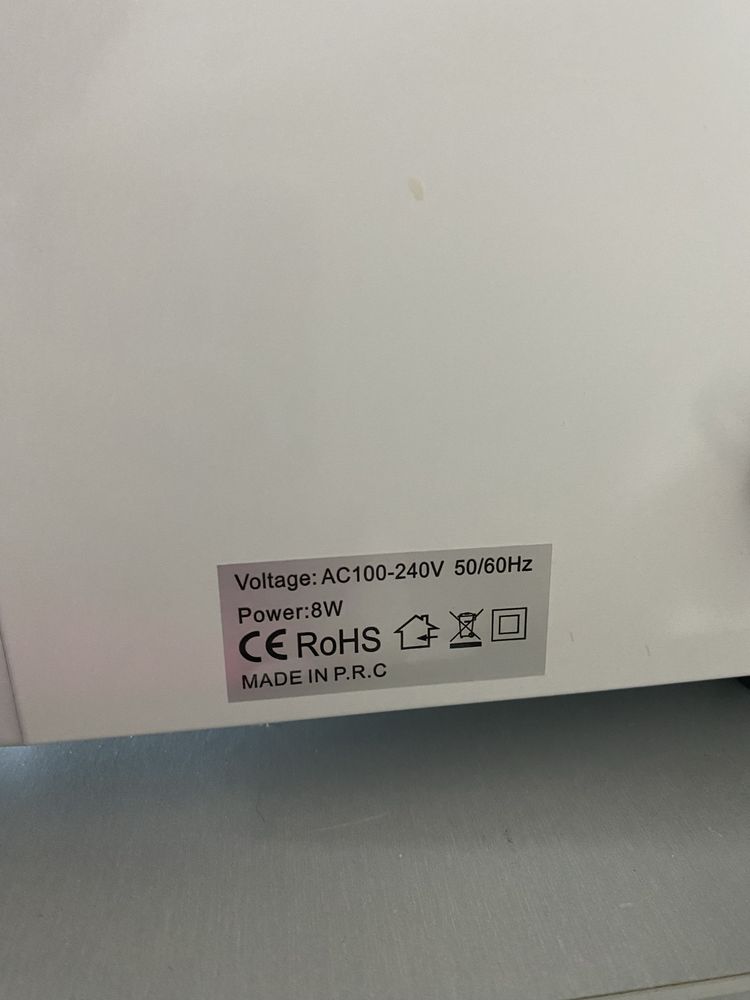 Voltage: AC100-240V 50/60Hz
Power:8W
CE RoHS
MADE IN P.R.C